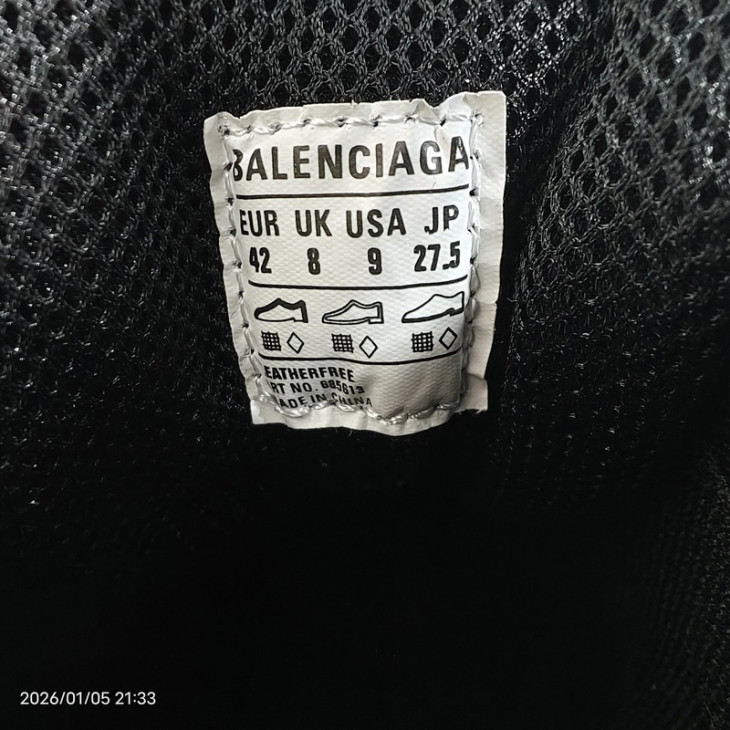 BALENCIAGA
EUR UK USA JP
42 8 9 27.5
EATHERFREE
RT NO. 685613
ADE IN CHINA
2026/01/05 21:33